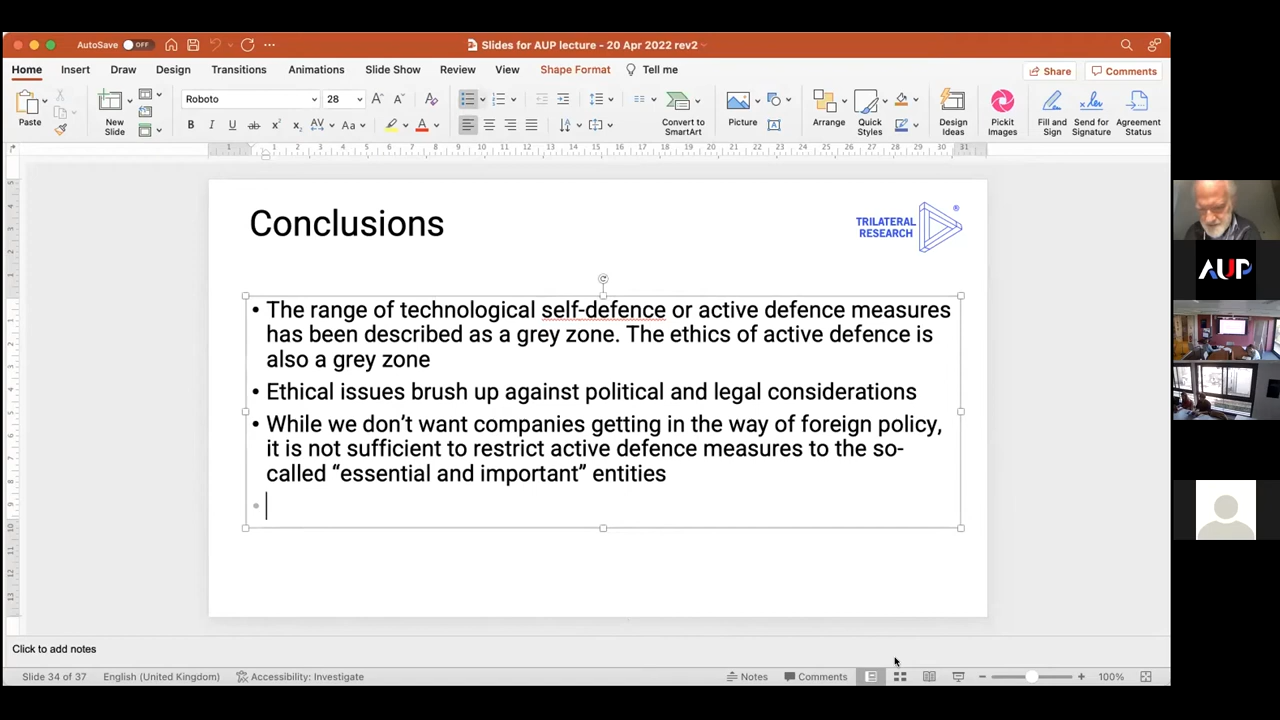 AutoSave OFF
Slides for AUP lecture - 20 Apr 2022 rev2
Home Insert Draw Design Transitions Animations Slide Show Review View Shape Format Tell me Share Comments
Paste
New Slide
Roboto 28
Convert to SmartArt
Picture
Arrange
Quick Styles
Design Ideas
Pickit Images
Fill and Sign
Send for Signature
Agreement Status
Conclusions
TRILATERAL
RESEARCH
• The range of technological self-defence or active defence measures
has been described as a grey zone. The ethics of active defence is
also a grey zone
• Ethical issues brush up against political and legal considerations
• While we don’t want companies getting in the way of foreign policy,
it is not sufficient to restrict active defence measures to the so-
called “essential and important” entities
AUP
Click to add notes
Slide 34 of 37 English (United Kingdom) Accessibility: Investigate Notes Comments 100%